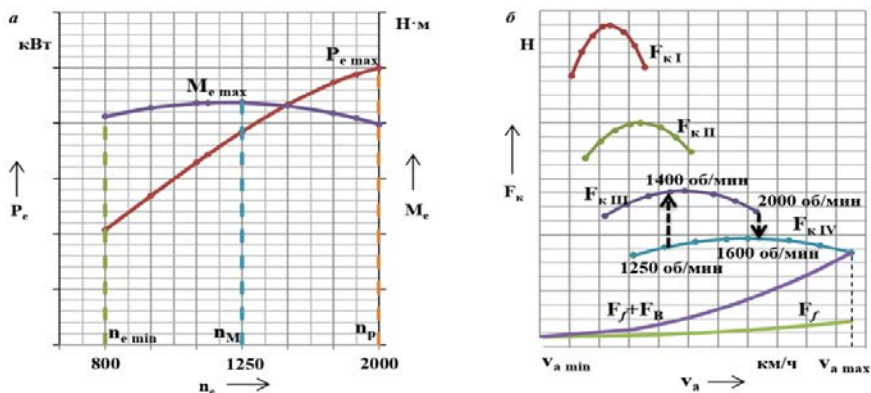 а
кВт
Н·м
P e max
M e max
P e
M e
n e min
n M
n p
800
1250
2000
n e
б
Н
F к I
F к II
F к
1400 об/мин
F к III
2000 об/мин
F к IV
1250 об/мин
1600 об/мин
F f + F B
F f
v a min
v a
км/ч
v a max